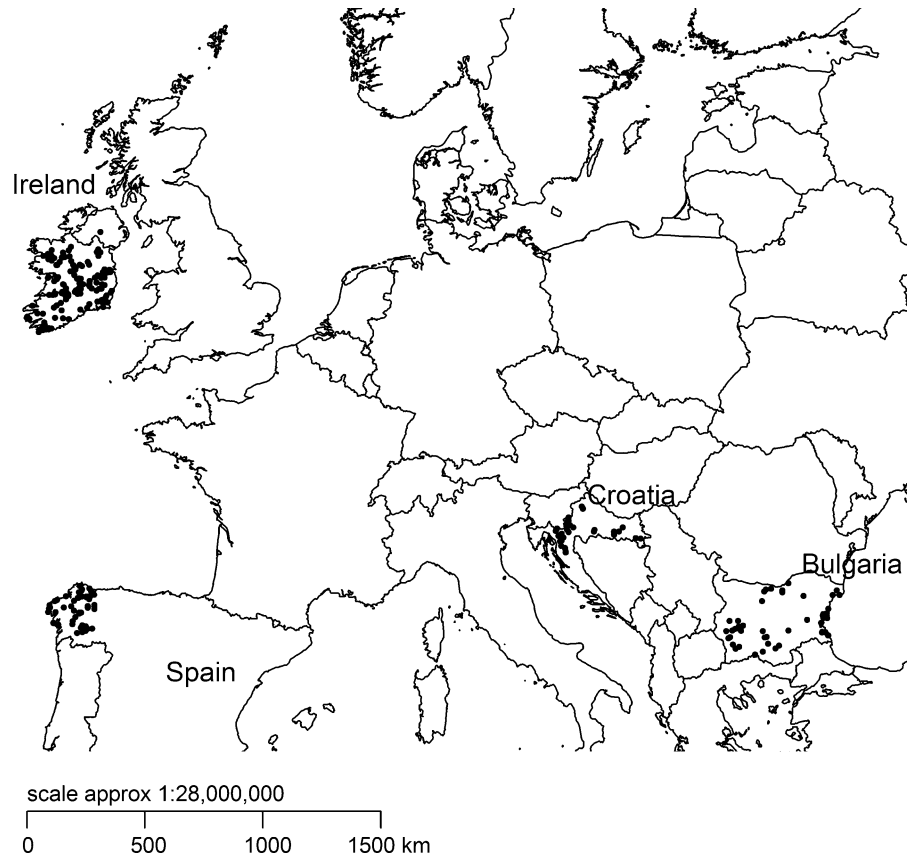 Ireland
Croatia
Bulgaria
Spain
scale approx 1:28,000,000
0 500 1000 1500 km